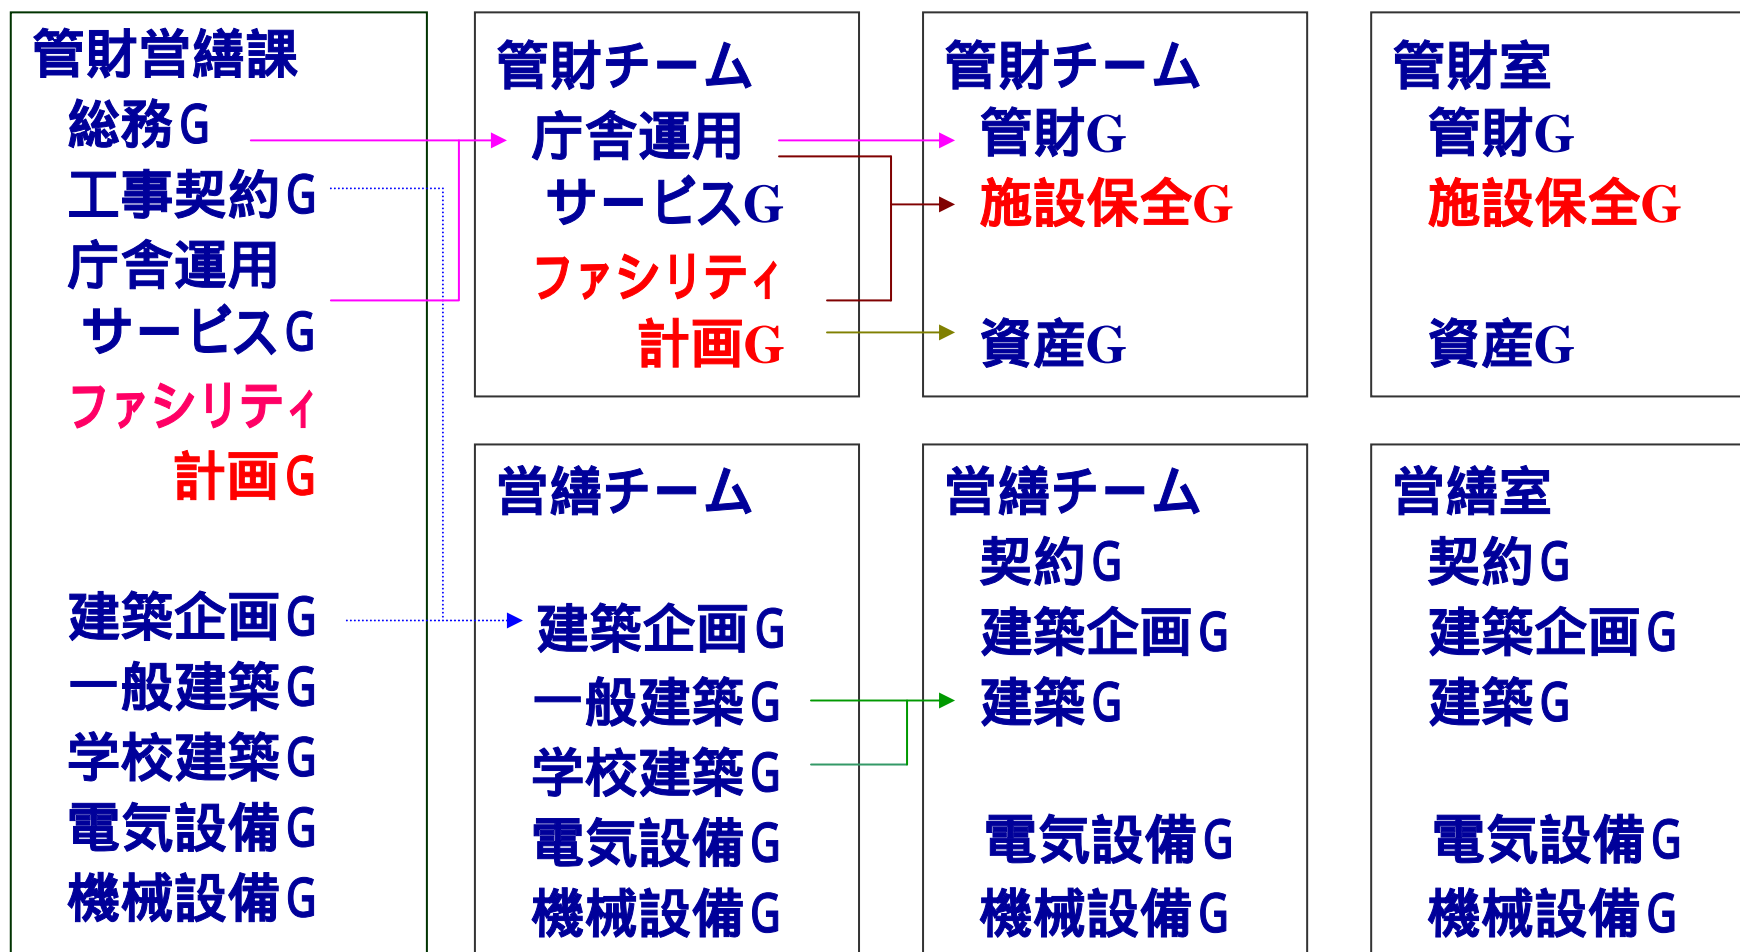 管財営繕課
総務G
工事契約G
庁舎運用
サービスG
ファシリティ
計画G
建築企画G
一般建築G
学校建築G
電気設備G
機械設備G
管財チーム
庁舎運用
サービスG
ファシリティ
計画G
営繕チーム
建築企画G
一般建築G
学校建築G
電気設備G
機械設備G
管財チーム
管財G
施設保全G
資産G
営繕チーム
契約G
建築企画G
建築G
電気設備G
機械設備G
管財室
管財G
施設保全G
資産G
営繕室
契約G
建築企画G
建築G
電気設備G
機械設備G